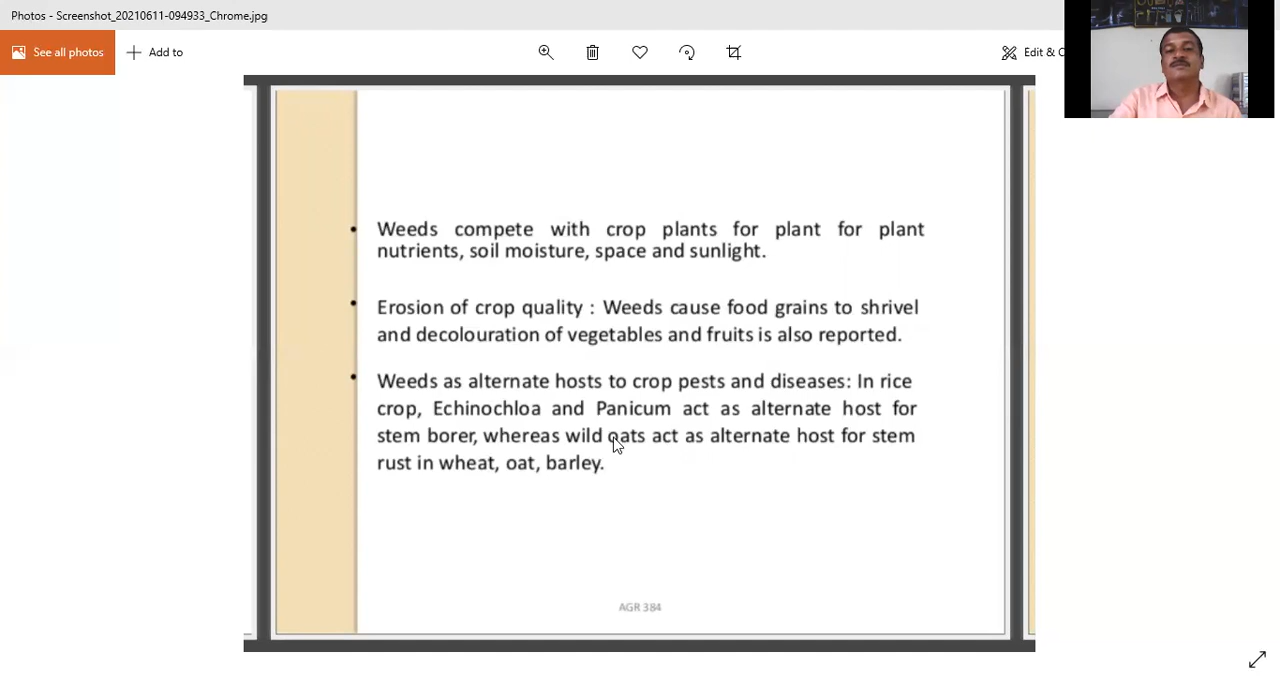 Photos - Screenshot_20210611-094933_Chrome.jpg
See all photos
Add to
Edit & C
• Weeds compete with crop plants for plant for plant
nutrients, soil moisture, space and sunlight.
• Erosion of crop quality : Weeds cause food grains to shrivel
and decolouration of vegetables and fruits is also reported.
• Weeds as alternate hosts to crop pests and diseases: In rice
crop, Echinochloa and Panicum act as alternate host for
stem borer, whereas wild oats act as alternate host for stem
rust in wheat, oat, barley.
AGR 384